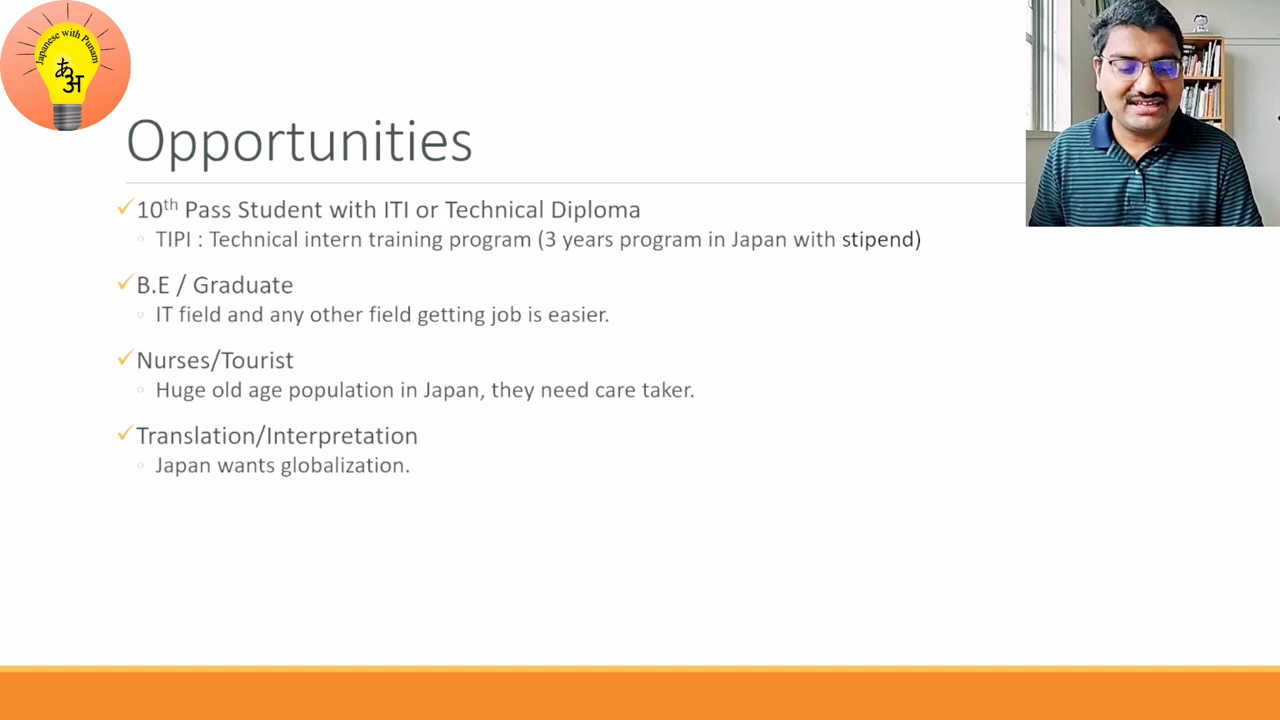 Japanese with Punam
あ
अ
Opportunities
10th Pass Student with ITI or Technical Diploma
TIPI : Technical intern training program (3 years program in Japan with stipend)
B.E / Graduate
IT field and any other field getting job is easier.
Nurses/Tourist
Huge old age population in Japan, they need care taker.
Translation/Interpretation
Japan wants globalization.